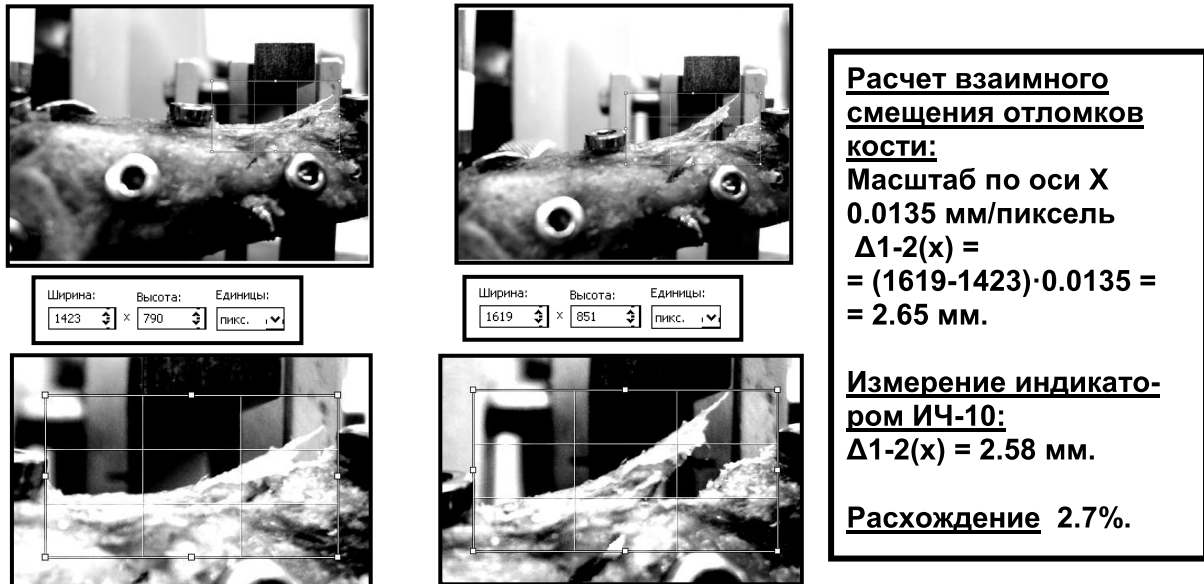 Ширина: Высота: Единицы:
1423 x 790 пикс.
Ширина: Высота: Единицы:
1619 x 851 пикс.
Расчет взаимного
смещения отломков
кости:
Масштаб по оси X
0.0135 мм/пиксель
Δ1-2(x) =
= (1619-1423)·0.0135 =
= 2.65 мм.
Измерение индикато-
ром ИЧ-10:
Δ1-2(x) = 2.58 мм.
Расхождение 2.7%.